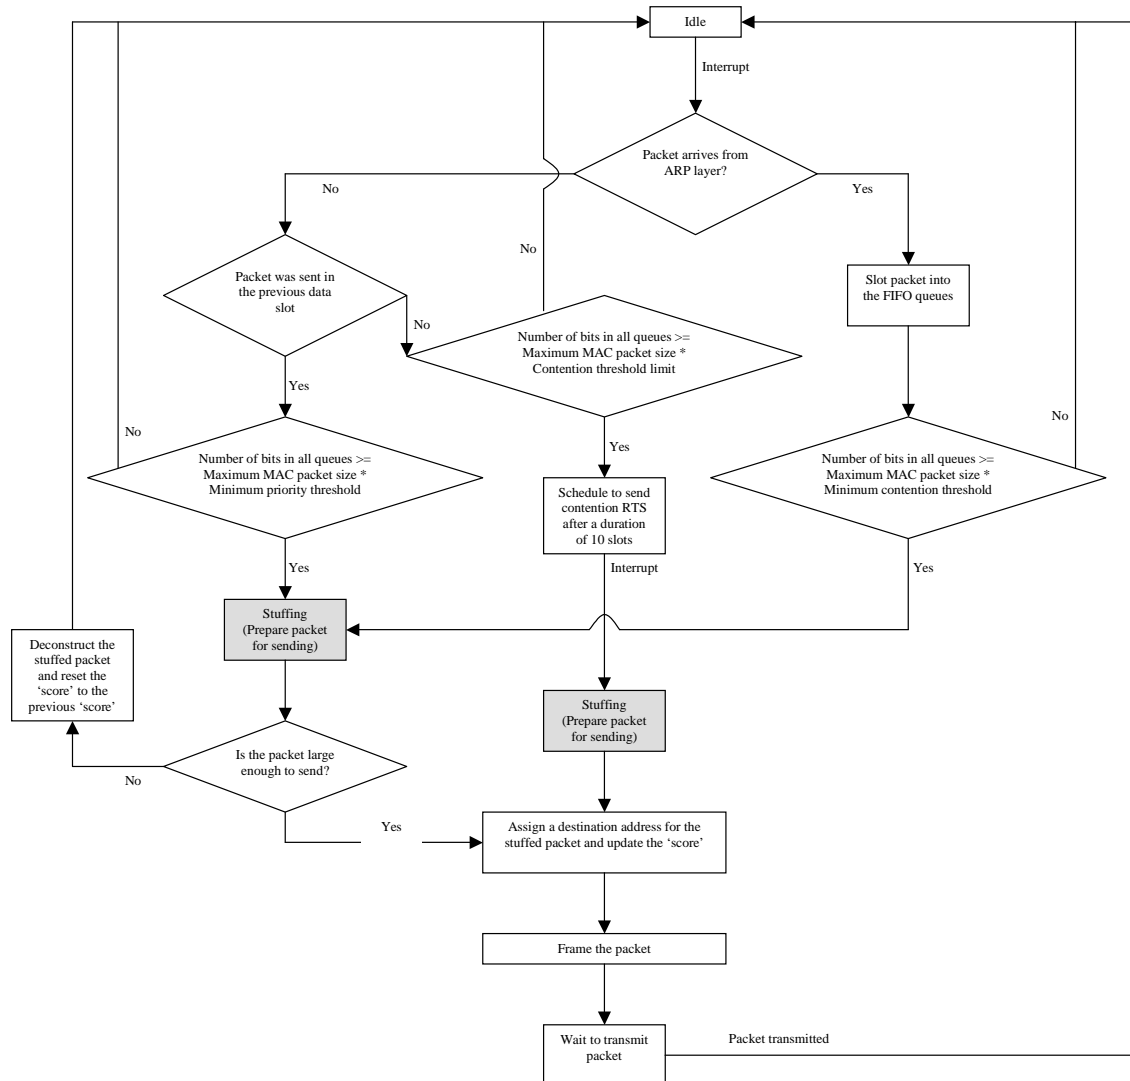 Idle
Interrupt
Packet arrives from
ARP layer?
No
Yes
No
No
Packet was sent in
the previous data
slot
Slot packet into
the FIFO queues
No
Number of bits in all queues >=
Maximum MAC packet size *
Contention threshold limit
Yes
No
Yes
Number of bits in all queues >=
Maximum MAC packet size *
Minimum priority threshold
Schedule to send
contention RTS
after a duration
of 10 slots
Number of bits in all queues >=
Maximum MAC packet size *
Minimum contention threshold
Yes
Interrupt
Yes
Stuffing
(Prepare packet
for sending)
Deconstruct the
stuffed packet
and reset the
‘score’ to the
previous ‘score’
Stuffing
(Prepare packet
for sending)
Is the packet large
enough to send?
No
Yes
Assign a destination address for the
stuffed packet and update the ‘score’
Frame the packet
Wait to transmit
packet
Packet transmitted